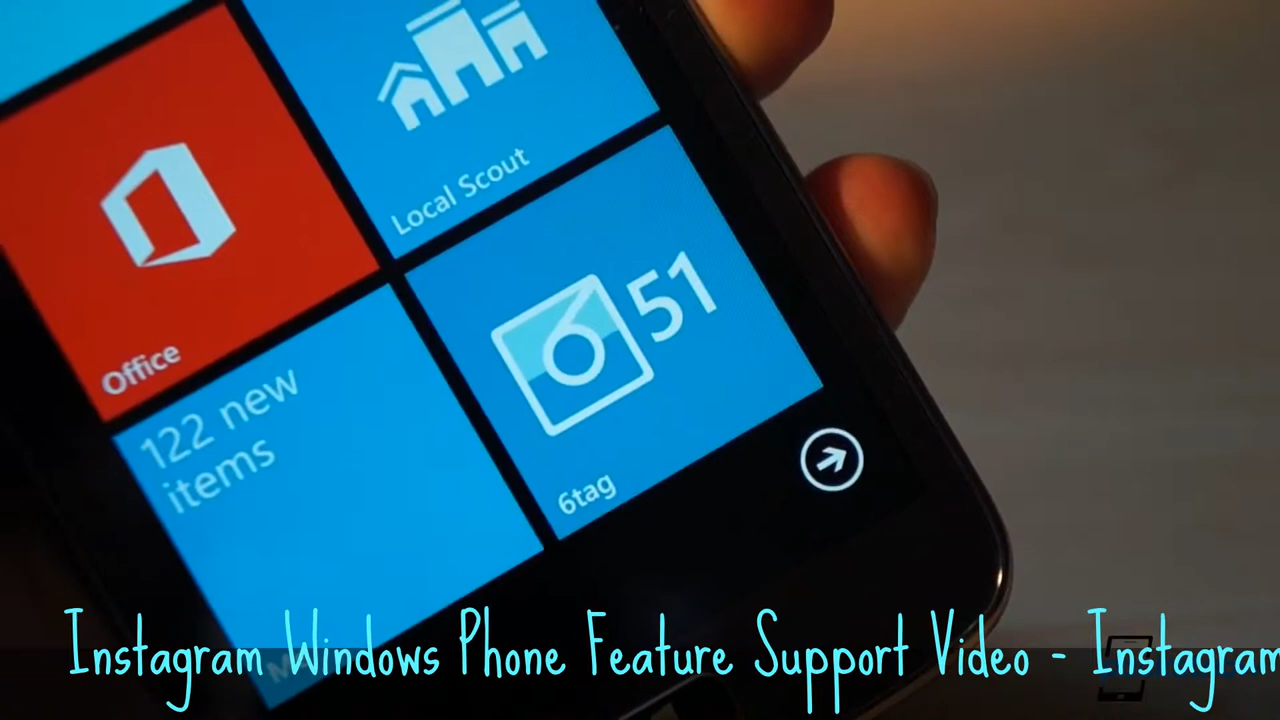 Local Scout
Office
51
122 new
items
6tag
Instagram Windows Phone Feature Support Video - Instagram